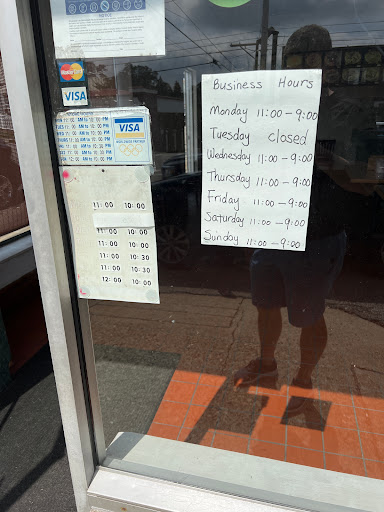 MasterCard
VISA
VISA
11:00 10:00
11:00 10:00
11:00 10:00
11:00 10:30
11:00 10:30
12:00 10:00
Business Hours
Monday 11:00-9:00
Tuesday closed
Wednesday 11:00-9:00
Thursday 11:00-9:00
Friday 11:00-9:00
Saturday 11:00-9:00
Sunday 11:00-9:00